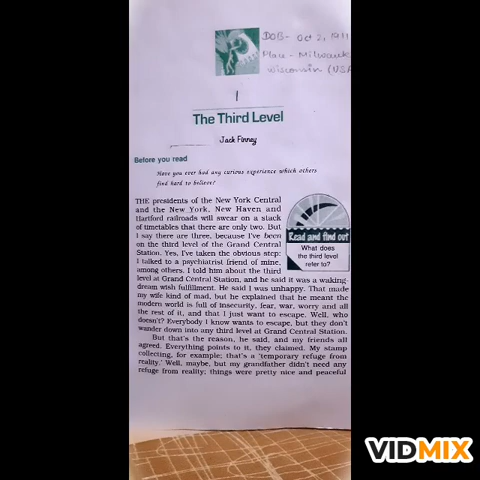 DOB- Oct 2, 1911
Place - Milwauke
Wisconsin (USA
1
The Third Level
Jack Finney
Before you read
Have you ever had any curious experience which others
find hard to believe?
THE presidents of the New York Central
and the New York, New Haven and
Hartford railroads will swear on a stack
of timetables that there are only two. But
I say there are three, because I've been
on the third level of the Grand Central
Station. Yes, I've taken the obvious step:
I talked to a psychiatrist friend of mine,
among others. I told him about the third
level at Grand Central Station, and he said it was a waking-
dream wish fulfillment. He said I was unhappy. That made
my wife kind of mad, but he explained that he meant the
modern world is full of insecurity, fear, war, worry and all
the rest of it, and that I just want to escape. Well, who
doesn't? Everybody I know wants to escape, but they don't
wander down into any third level at Grand Central Station.
But that's the reason, he said, and my friends all
agreed. Everything points to it, they claimed. My stamp
collecting, for example; that's a 'temporary refuge from
reality.' Well, maybe, but my grandfather didn't need any
refuge from reality; things were pretty nice and peaceful
Read and find out
What does
the third level
refer to?
VIDMIX